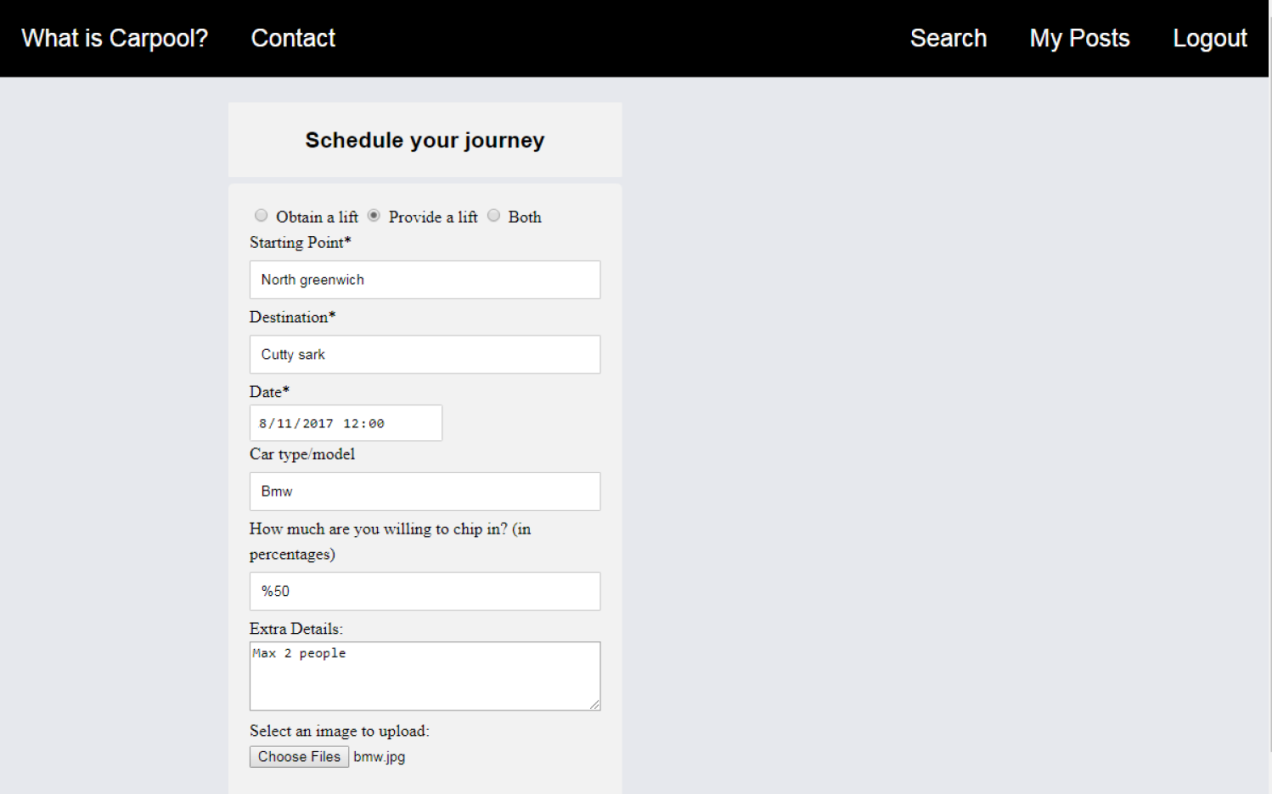 What is Carpool? Contact Search My Posts Logout
Schedule your journey
Obtain a lift Provide a lift Both
Starting Point*
North greenwich
Destination*
Cutty sark
Date*
8/11/2017 12:00
Car type/model
Bmw
How much are you willing to chip in? (in
percentages)
%50
Extra Details:
Max 2 people
Select an image to upload:
Choose Files bmw.jpg